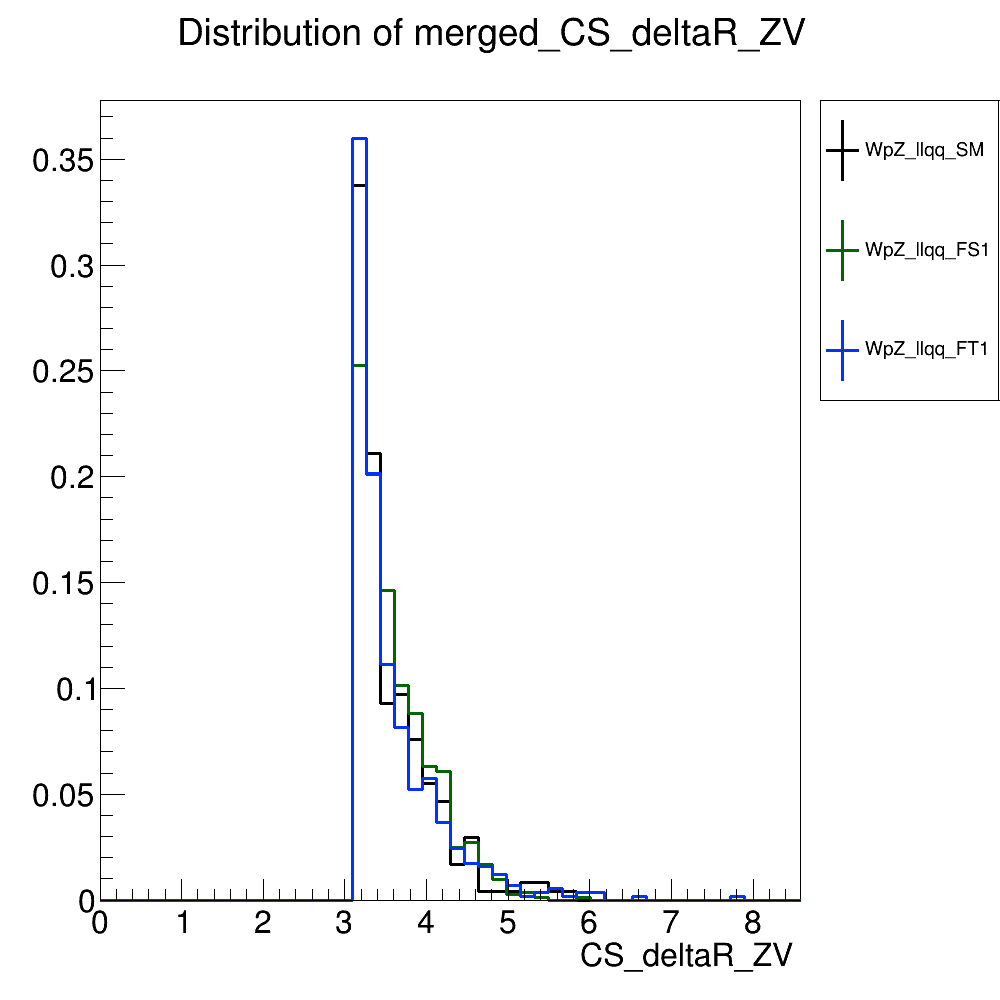 Distribution of merged_CS_deltaR_ZV
WpZ_llqq_SM
WpZ_llqq_FS1
WpZ_llqq_FT1
0.35
0.3
0.25
0.2
0.15
0.1
0.05
0
0 1 2 3 4 5 6 7 8
CS_deltaR_ZV